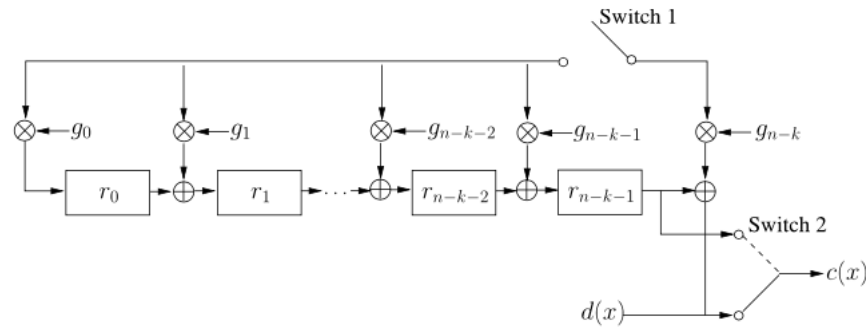 Switch 1
g₀
g₁
gₙ₋ₖ₋₂
gₙ₋ₖ₋₁
gₙ₋ₖ
r₀
r₁
···
rₙ₋ₖ₋₂
rₙ₋ₖ₋₁
Switch 2
c(x)
d(x)